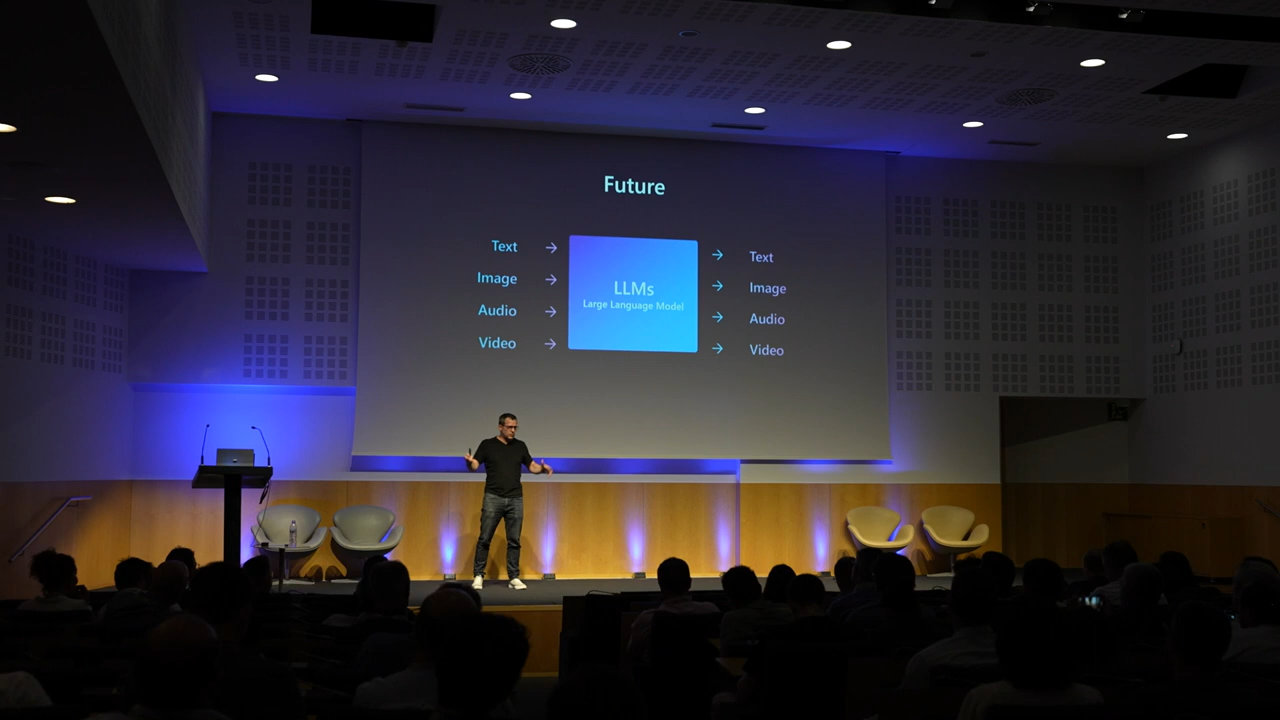 Future
Text → → Text
Image → → Image
Audio → → Audio
Video → → Video
LLMs
Large Language Model